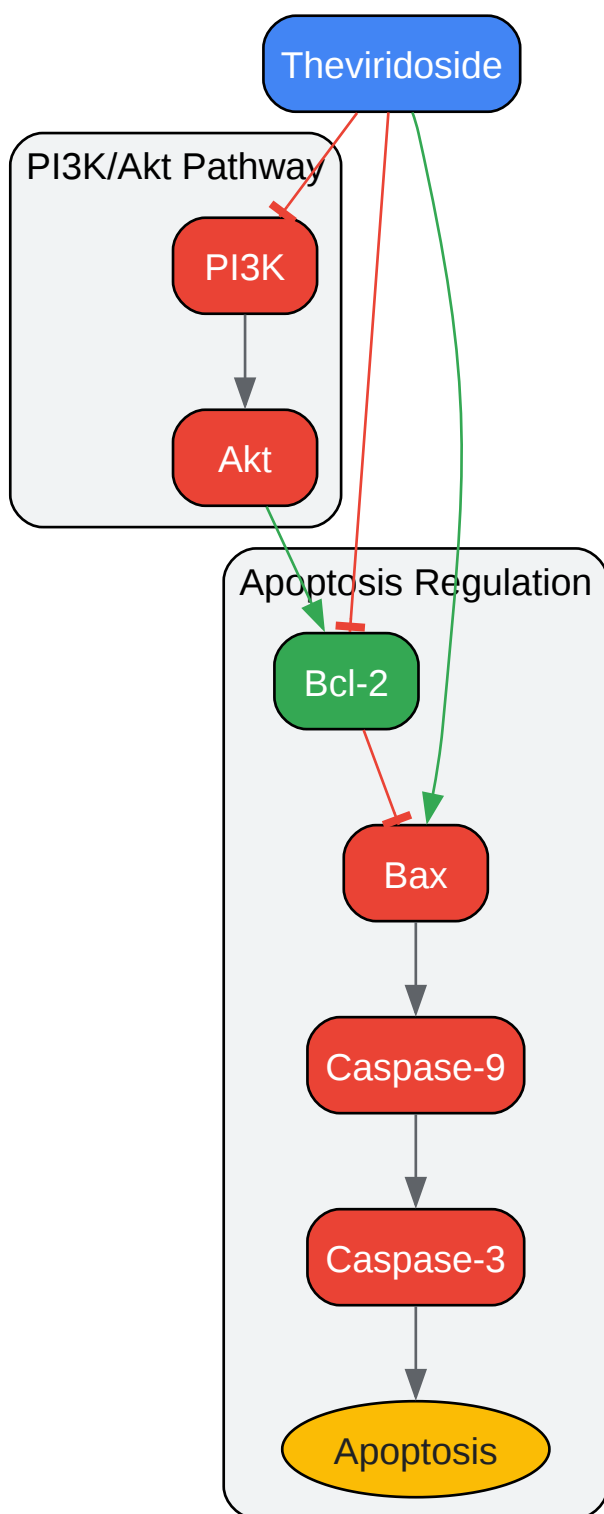 Theviridoside
PI3K/Akt Pathway
PI3K
Akt
Apoptosis Regulation
Bcl-2
Bax
Caspase-9
Caspase-3
Apoptosis